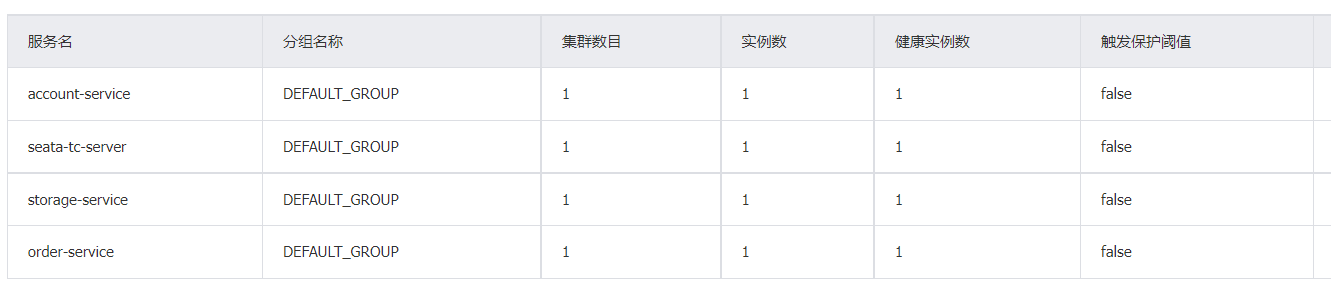 服务名 分组名称 集群数目 实例数 健康实例数 触发保护阈值
account-service DEFAULT_GROUP 1 1 1 false
seata-tc-server DEFAULT_GROUP 1 1 1 false
storage-service DEFAULT_GROUP 1 1 1 false
order-service DEFAULT_GROUP 1 1 1 false